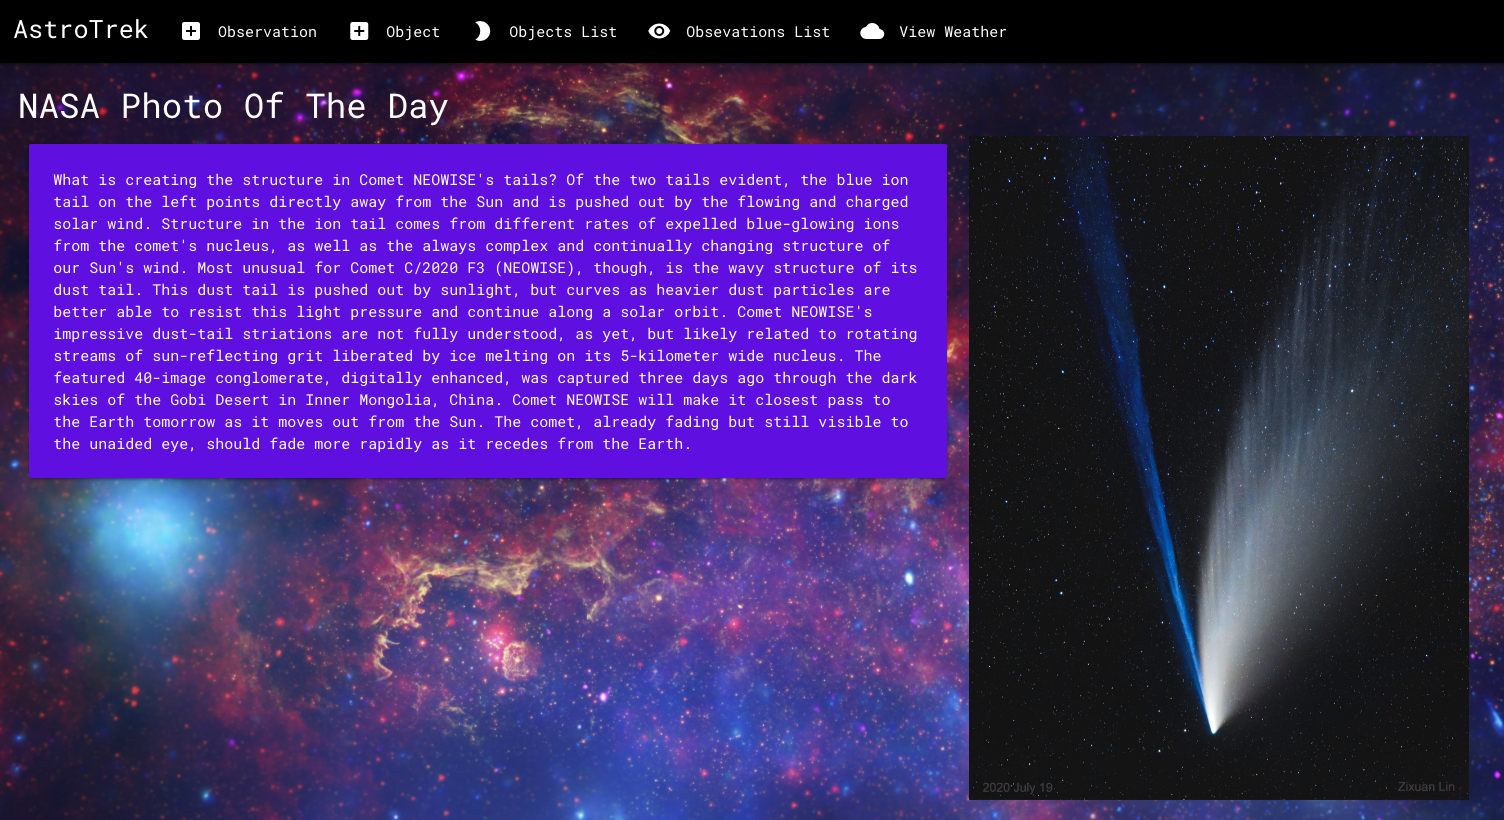 AstroTrek
Observation
Object
Objects List
Obsevations List
View Weather
NASA Photo Of The Day
What is creating the structure in Comet NEOWISE's tails? Of the two tails evident, the blue ion
tail on the left points directly away from the Sun and is pushed out by the flowing and charged
solar wind. Structure in the ion tail comes from different rates of expelled blue-glowing ions
from the comet's nucleus, as well as the always complex and continually changing structure of
our Sun's wind. Most unusual for Comet C/2020 F3 (NEOWISE), though, is the wavy structure of its
dust tail. This dust tail is pushed out by sunlight, but curves as heavier dust particles are
better able to resist this light pressure and continue along a solar orbit. Comet NEOWISE's
impressive dust-tail striations are not fully understood, as yet, but likely related to rotating
streams of sun-reflecting grit liberated by ice melting on its 5-kilometer wide nucleus. The
featured 40-image conglomerate, digitally enhanced, was captured three days ago through the dark
skies of the Gobi Desert in Inner Mongolia, China. Comet NEOWISE will make it closest pass to
the Earth tomorrow as it moves out from the Sun. The comet, already fading but still visible to
the unaided eye, should fade more rapidly as it recedes from the Earth.
2020 July 19
Zixuan Lin